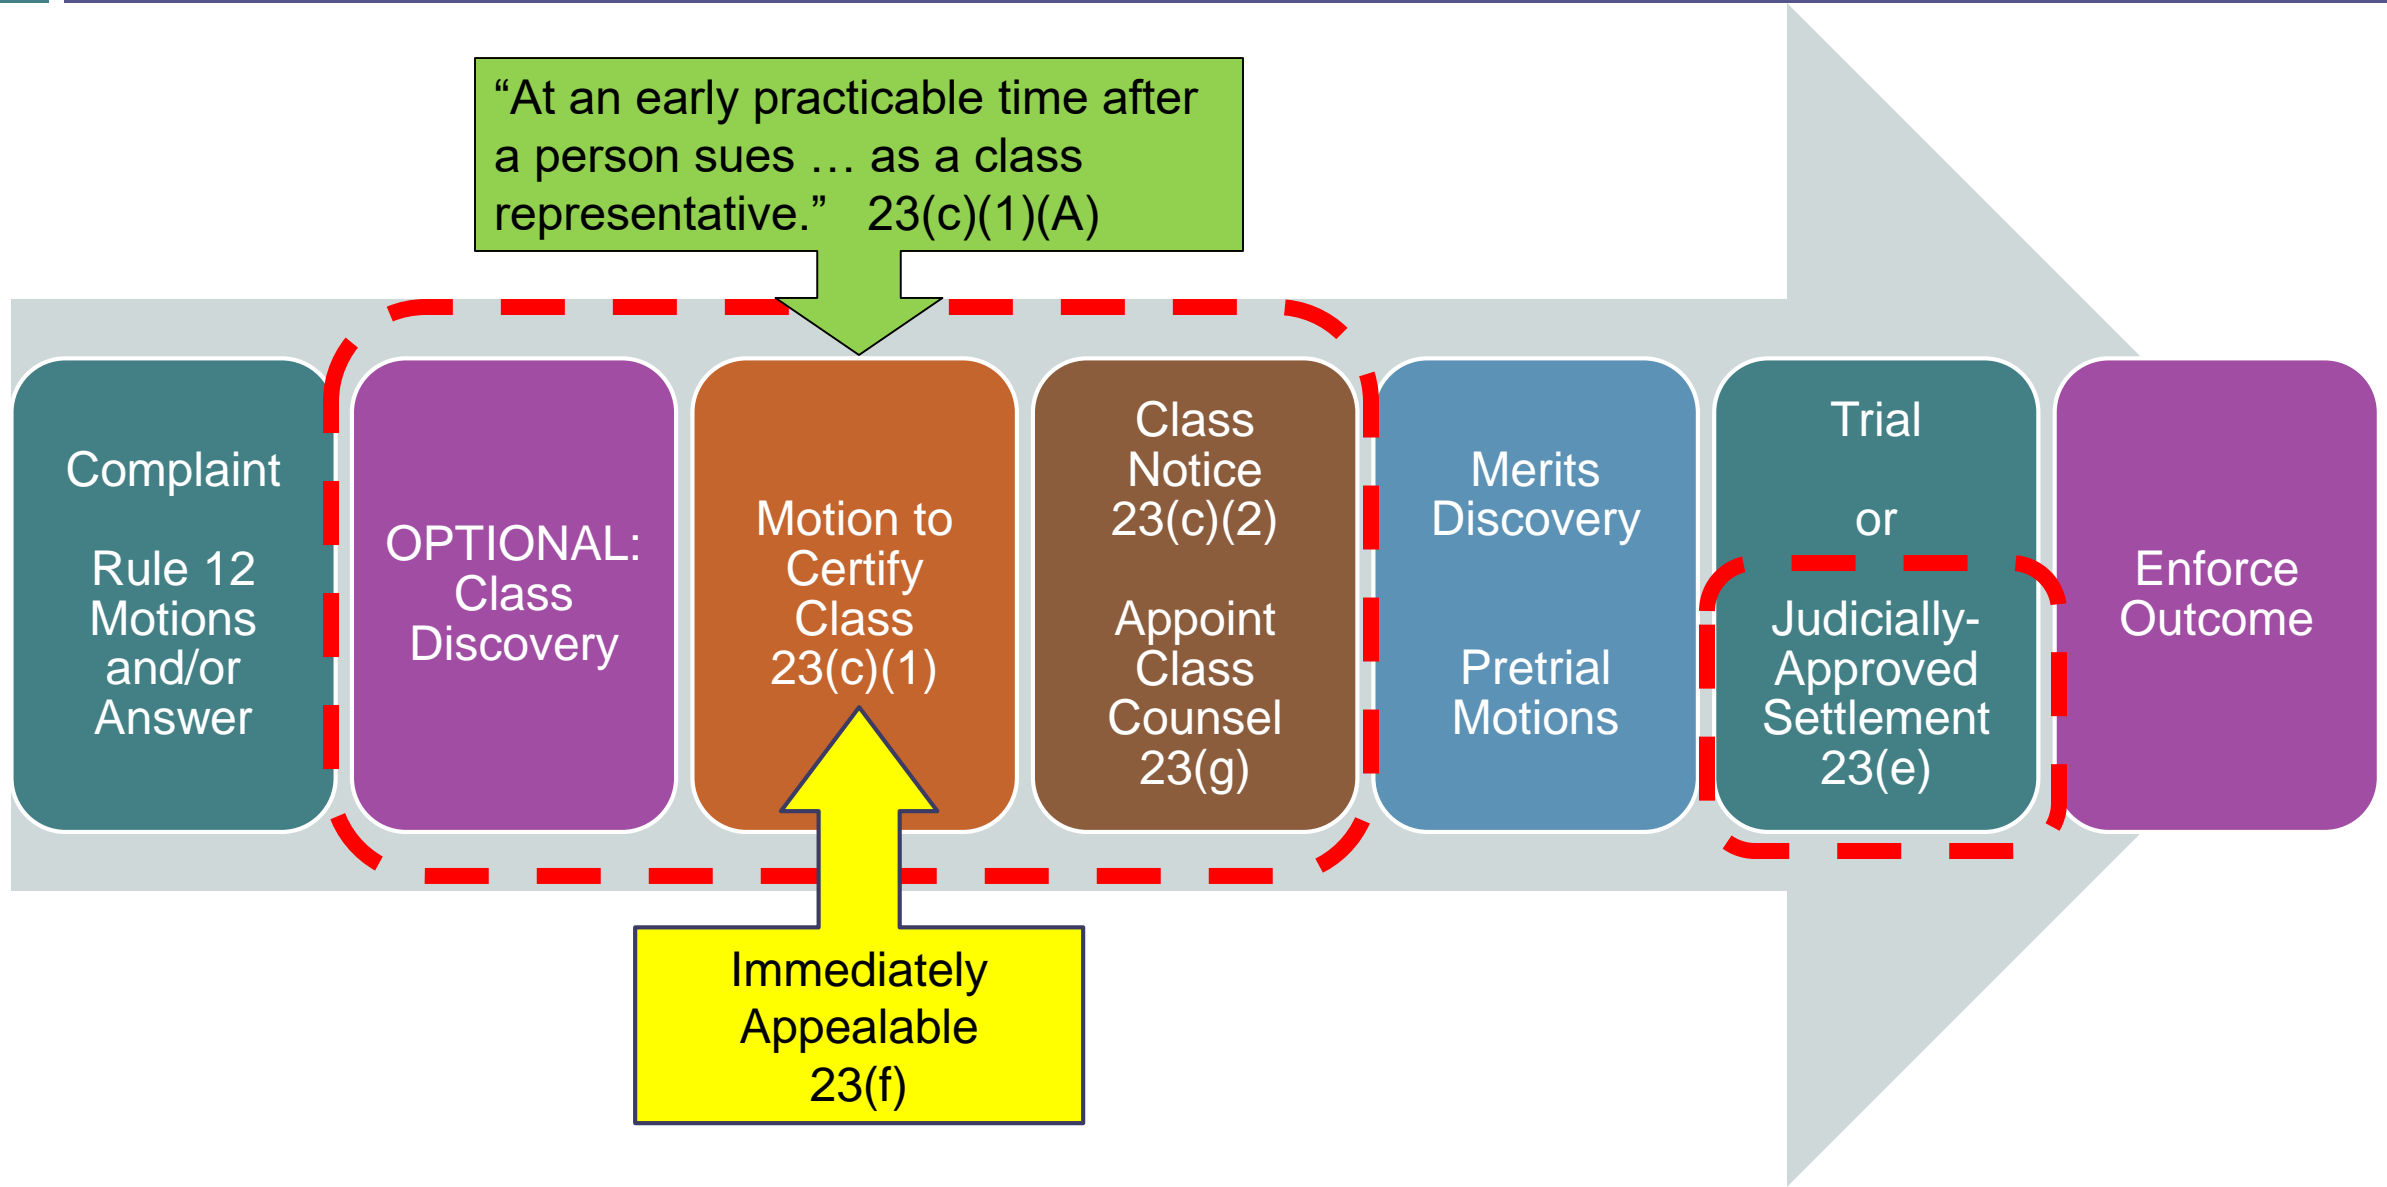 “At an early practicable time after
a person sues … as a class
representative.” 23(c)(1)(A)
Complaint
Rule 12
Motions
and/or
Answer
OPTIONAL:
Class
Discovery
Motion to
Certify
Class
23(c)(1)
Class
Notice
23(c)(2)
Appoint
Class
Counsel
23(g)
Merits
Discovery
Pretrial
Motions
Trial
or
Judicially-
Approved
Settlement
23(e)
Enforce
Outcome
Immediately
Appealable
23(f)